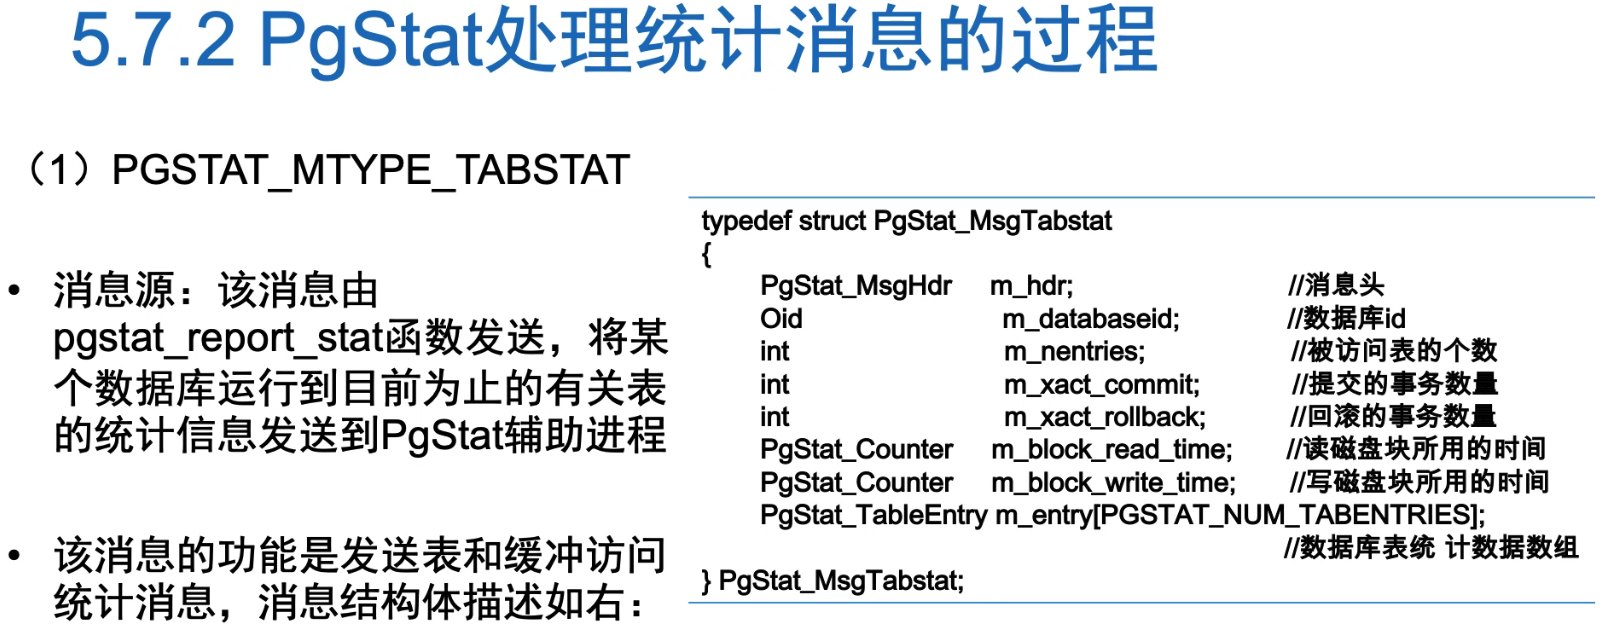 5.7.2 PgStat处理统计消息的过程
（1）PGSTAT_MTYPE_TABSTAT
• 消息源：该消息由
pgstat_report_stat函数发送，将某
个数据库运行到目前为止的有关表
的统计信息发送到PgStat辅助进程
• 该消息的功能是发送表和缓冲访问
统计消息，消息结构体描述如右：
typedef struct PgStat_MsgTabstat
{
PgStat_MsgHdr m_hdr; //消息头
Oid m_databaseid; //数据库id
int m_nentries; //被访问表的个数
int m_xact_commit; //提交的事务数量
int m_xact_rollback; //回滚的事务数量
PgStat_Counter m_block_read_time; //读磁盘块所用的时间
PgStat_Counter m_block_write_time; //写磁盘块所用的时间
PgStat_TableEntry m_entry[PGSTAT_NUM_TABENTRIES];
//数据库表统 计数据数组
} PgStat_MsgTabstat;